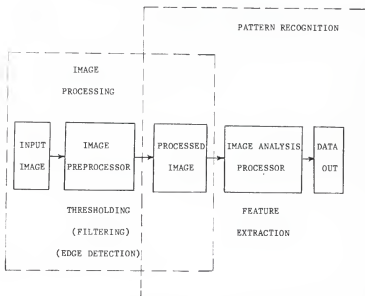 PATTERN RECOGNITION
IMAGE
PROCESSING
INPUT
IMAGE
IMAGE
PREPROCESSOR
PROCESSED
IMAGE
IMAGE ANALYSIS
PROCESSOR
DATA
OUT
THRESHOLDING
(FILTERING)
(EDGE DETECTION)
FEATURE
EXTRACTION